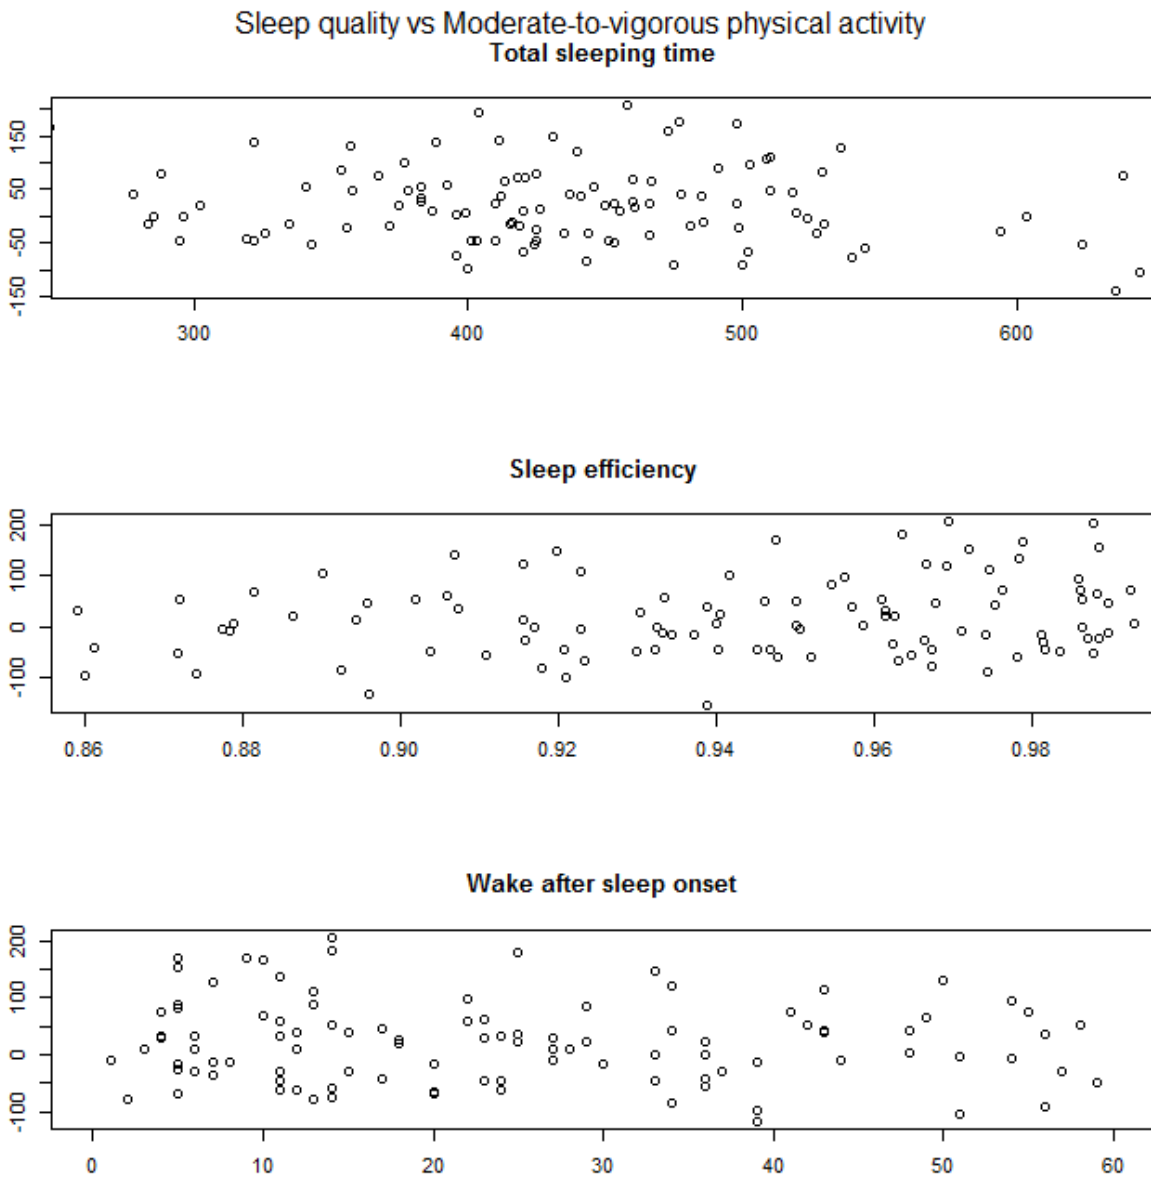 Sleep quality vs Moderate-to-vigorous physical activity
Total sleeping time
150
50
-50
-150
300 400 500 600
Sleep efficiency
200
100
0
-100
0.86 0.88 0.90 0.92 0.94 0.96 0.98
Wake after sleep onset
200
100
0
-100
0 10 20 30 40 50 60